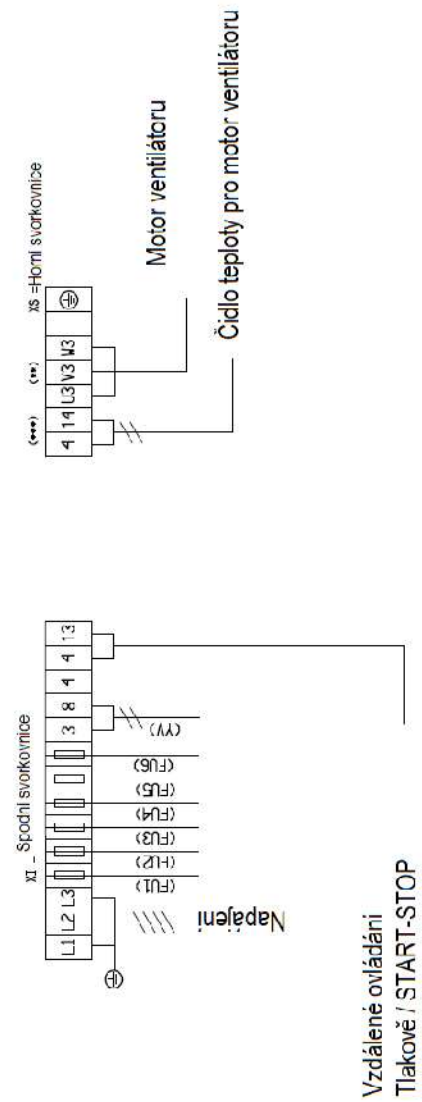 XS =Horní svorkovnice
(***) (**)
4 14 U3 V3 W3
Motor ventilátoru
Čidlo teploty pro motor ventilátoru
XI _ Spodní svorkovnice
L1 L2 L3 3 8 4 4 13
(FU1)
(FU2)
(FU3)
(FU4)
(FU5)
(FU6)
(YV)
Napájení
Vzdálené ovládání
Tlakově / START-STOP